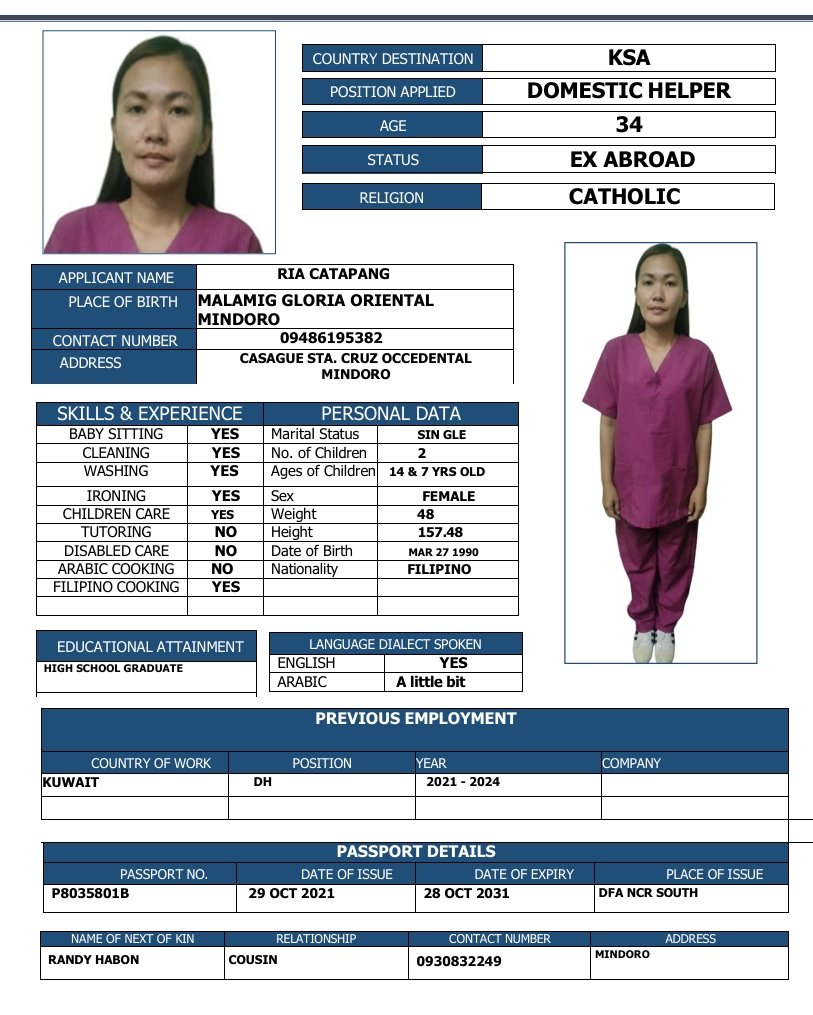 COUNTRY DESTINATION KSA
POSITION APPLIED DOMESTIC HELPER
AGE 34
STATUS EX ABROAD
RELIGION CATHOLIC
APPLICANT NAME RIA CATAPANG
PLACE OF BIRTH MALAMIG GLORIA ORIENTAL
MINDORO
CONTACT NUMBER 09486195382
ADDRESS CASAGUE STA. CRUZ OCCEDENTAL
MINDORO
SKILLS & EXPERIENCE PERSONAL DATA
BABY SITTING YES Marital Status SIN GLE
CLEANING YES No. of Children 2
WASHING YES Ages of Children 14 & 7 YRS OLD
IRONING YES Sex FEMALE
CHILDREN CARE YES Weight 48
TUTORING NO Height 157.48
DISABLED CARE NO Date of Birth MAR 27 1990
ARABIC COOKING NO Nationality FILIPINO
FILIPINO COOKING YES
EDUCATIONAL ATTAINMENT
HIGH SCHOOL GRADUATE
LANGUAGE DIALECT SPOKEN
ENGLISH YES
ARABIC A little bit
PREVIOUS EMPLOYMENT
COUNTRY OF WORK POSITION YEAR COMPANY
KUWAIT DH 2021 - 2024
PASSPORT DETAILS
PASSPORT NO. DATE OF ISSUE DATE OF EXPIRY PLACE OF ISSUE
P8035801B 29 OCT 2021 28 OCT 2031 DFA NCR SOUTH
NAME OF NEXT OF KIN RELATIONSHIP CONTACT NUMBER ADDRESS
RANDY HABON COUSIN 0930832249 MINDORO